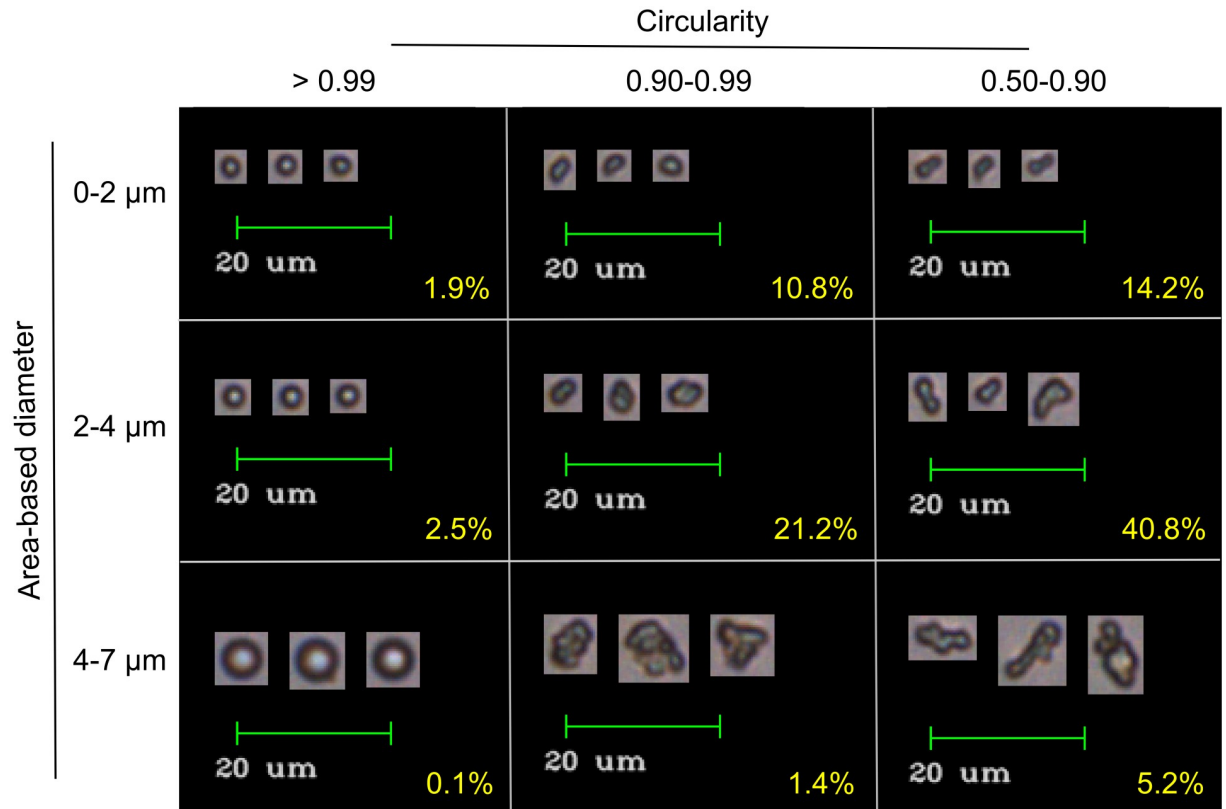 Circularity
> 0.99
0.90-0.99
0.50-0.90
Area-based diameter
0-2 µm
20 um
1.9%
20 um
10.8%
20 um
14.2%
2-4 µm
20 um
2.5%
20 um
21.2%
20 um
40.8%
4-7 µm
20 um
0.1%
20 um
1.4%
20 um
5.2%